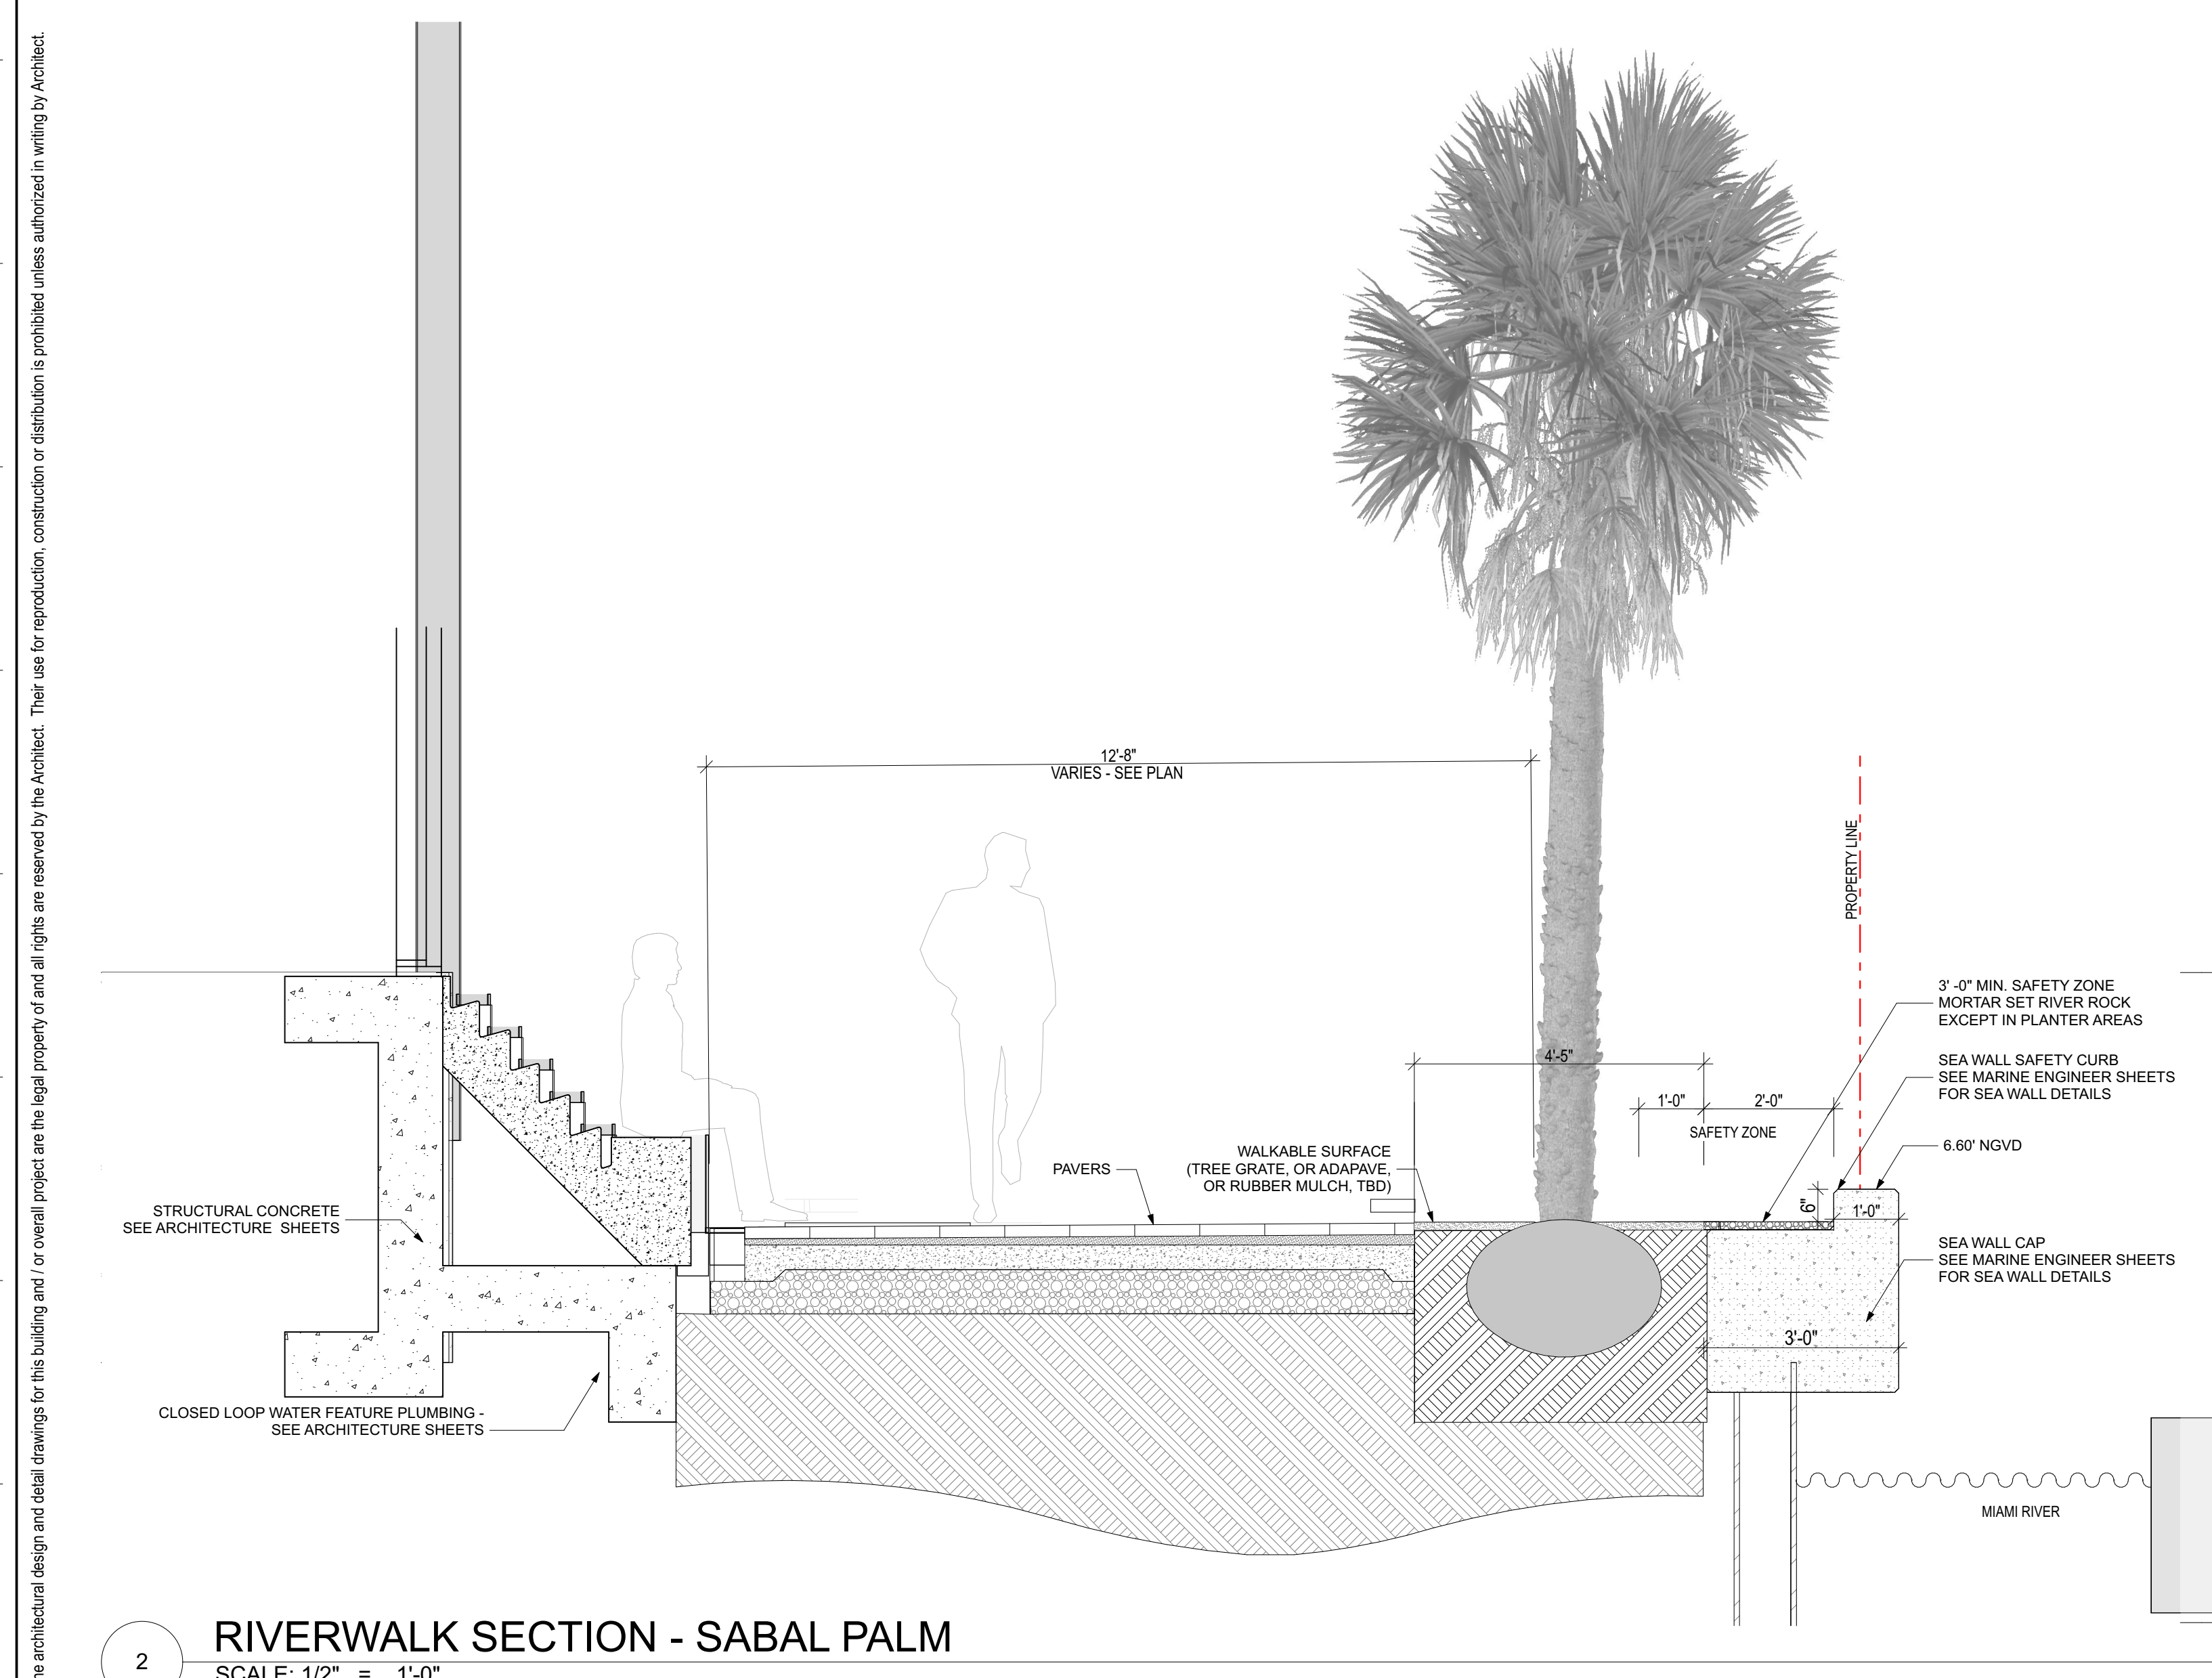 he architectural design and detail drawings for this building and / or overall project are the legal property of and all rights are reserved by the Architect. Their use for reproduction, construction or distribution is prohibited unless authorized in writing by Architect.
12'-8"
VARIES - SEE PLAN
PROPERTY LINE
3' -0" MIN. SAFETY ZONE
MORTAR SET RIVER ROCK
EXCEPT IN PLANTER AREAS
4'-5"
SEA WALL SAFETY CURB
SEE MARINE ENGINEER SHEETS
FOR SEA WALL DETAILS
1'-0"
2'-0"
SAFETY ZONE
6.60' NGVD
PAVERS
WALKABLE SURFACE
(TREE GRATE, OR ADAPAVE,
OR RUBBER MULCH, TBD)
6"
1'-0"
STRUCTURAL CONCRETE
SEE ARCHITECTURE SHEETS
SEA WALL CAP
SEE MARINE ENGINEER SHEETS
FOR SEA WALL DETAILS
3'-0"
CLOSED LOOP WATER FEATURE PLUMBING -
SEE ARCHITECTURE SHEETS
MIAMI RIVER
2
RIVERWALK SECTION - SABAL PALM
SCALE: 1/2" = 1'-0"